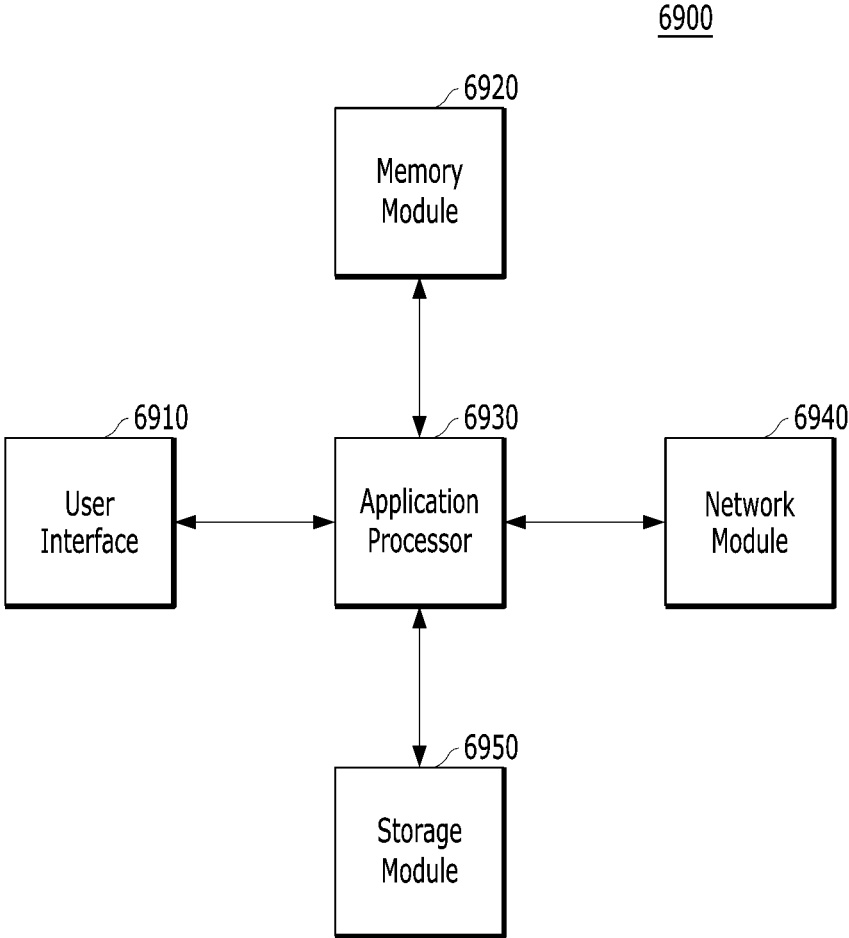 6900
6920
Memory
Module
6910
User
Interface
6930
Application
Processor
6940
Network
Module
6950
Storage
Module